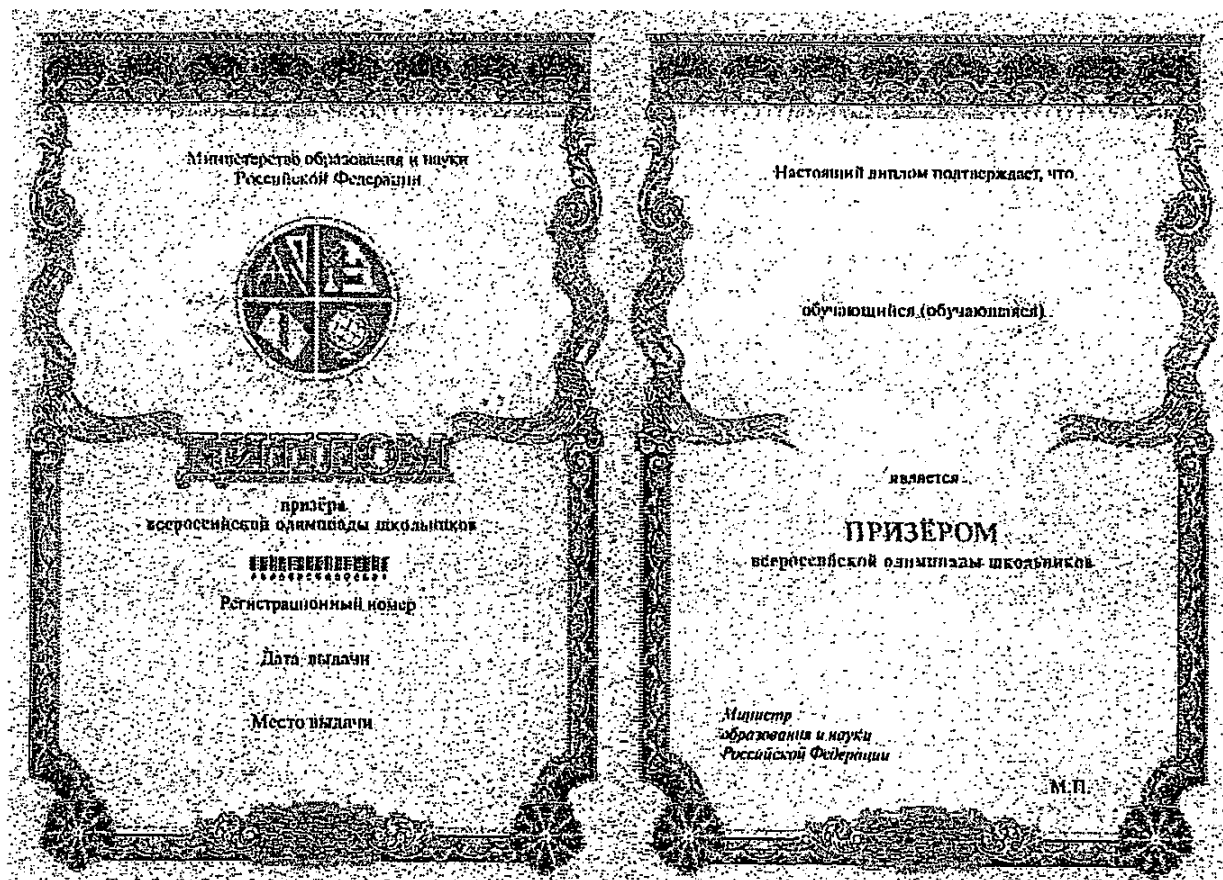 Министерство образования и науки
Российской Федерации
ДИПЛОМ
призёра
всероссийской олимпиады школьников
Регистрационный номер
Дата выдачи
Место выдачи
Настоящий диплом подтверждает, что
обучающийся (обучающаяся)
является
ПРИЗЁРОМ
всероссийской олимпиады школьников
Министр
образования и науки
Российской Федерации
М.П.